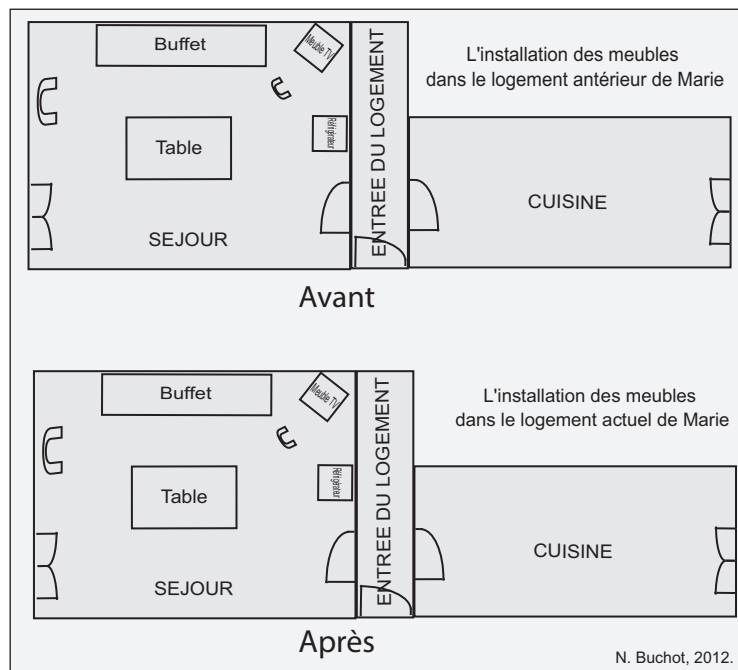 Buffet
Meuble TV
Réfrigérateur
Table
SEJOUR
ENTREE DU LOGEMENT
L'installation des meubles
dans le logement antérieur de Marie
CUISINE
Avant
Buffet
Meuble TV
Réfrigérateur
Table
SEJOUR
ENTREE DU LOGEMENT
L'installation des meubles
dans le logement actuel de Marie
CUISINE
Après
N. Buchot, 2012.